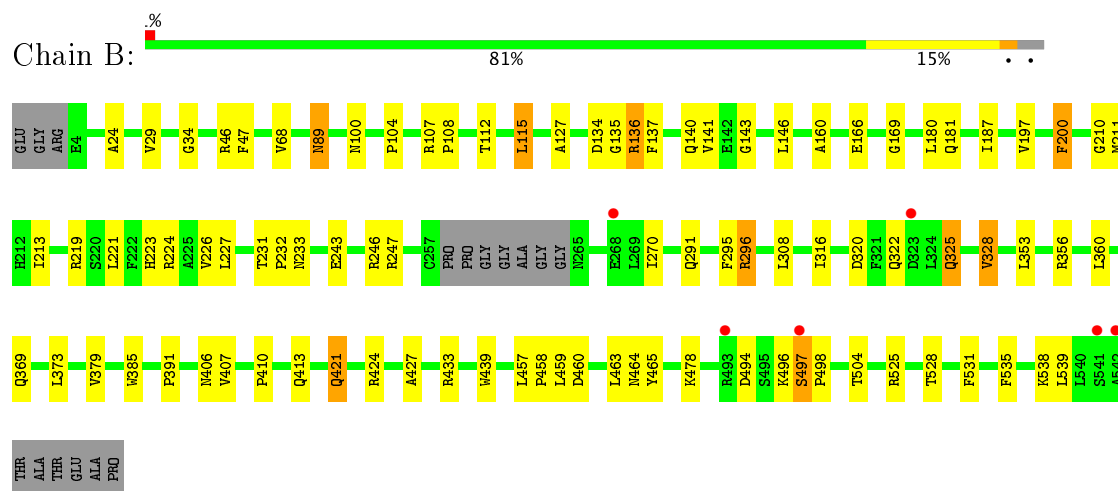 .%
Chain B:
81% 15% • •
GLU GLY ARG E4 A24 V29 G34 R46 F47 V68 N89 N100 P104 R107 P108 T112 L115 A127 D134 G135 R136 F137 Q140 V141 E142 G143 L146 A160 E166 G169 L180 Q181 I187 V197 F200 G210 M211
H212 I213 R219 S220 L221 F222 H223 R224 A225 V226 L227 T231 P232 N233 E243 R246 R247 C257 PRO PRO GLY GLY ALA GLY GLY N265 E268 L269 I270 Q291 F295 R296 L308 I316 D320 F321 Q322 D323 L324 Q325 V328 L353 R356 L360
Q369 L373 V379 W385 P391 N406 V407 P410 Q413 Q421 R424 A427 R433 W439 L457 P458 L459 D460 L463 N464 Y465 K478 R493 D494 S495 K496 S497 P498 T504 R525 T528 F531 F535 K538 L539 L540 S541 A542
THR ALA THR GLU ALA PRO